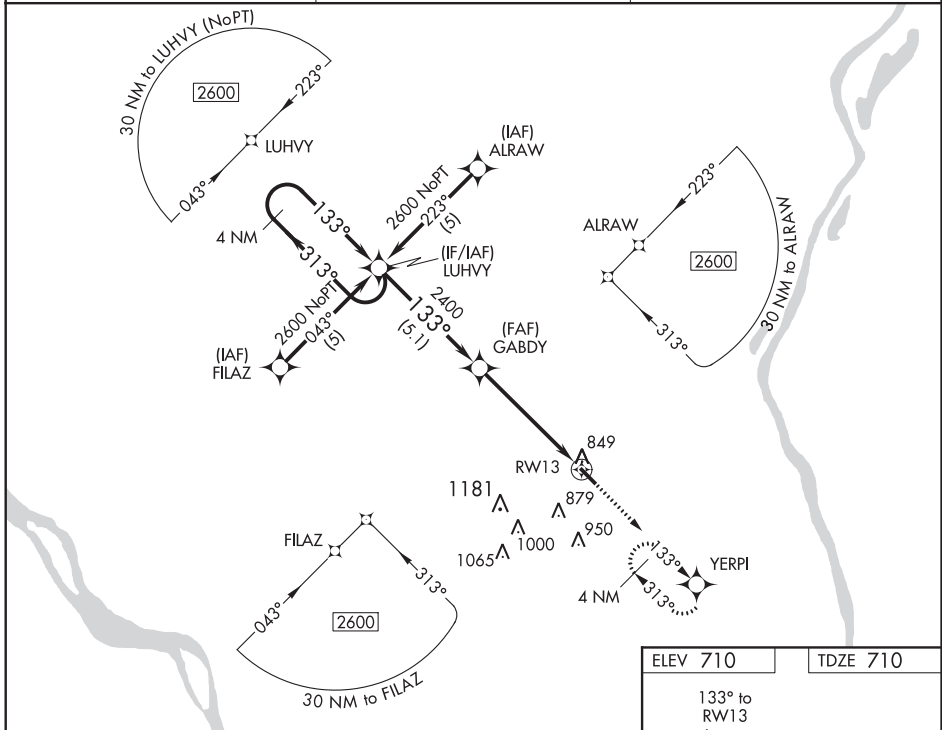 30 NM to LUHVY (NoPT)
2600
223°
LUHVY
043°
(IAF)
ALRAW
2600 NoPT
223°
(5)
4 NM
133°
313°
(IF/IAF)
LUHVY
2600 NoPT
043°
(5)
(IAF)
FILAZ
2400
133°
(5.1)
(FAF)
GABDY
223°
ALRAW
2600
313°
30 NM to ALRAW
849
RW13
1181
879
1000
950
1065
133°
YERPI
4 NM
313°
FILAZ
313°
043°
2600
30 NM to FILAZ
ELEV 710
TDZE 710
133° to
RW13